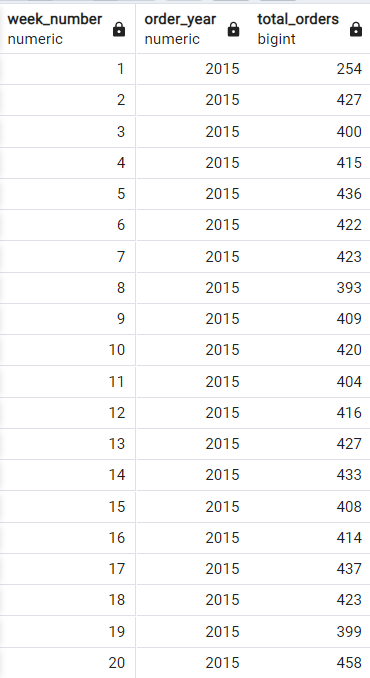 week_number order_year total_orders
numeric numeric bigint
1 2015 254
2 2015 427
3 2015 400
4 2015 415
5 2015 436
6 2015 422
7 2015 423
8 2015 393
9 2015 409
10 2015 420
11 2015 404
12 2015 416
13 2015 427
14 2015 433
15 2015 408
16 2015 414
17 2015 437
18 2015 423
19 2015 399
20 2015 458